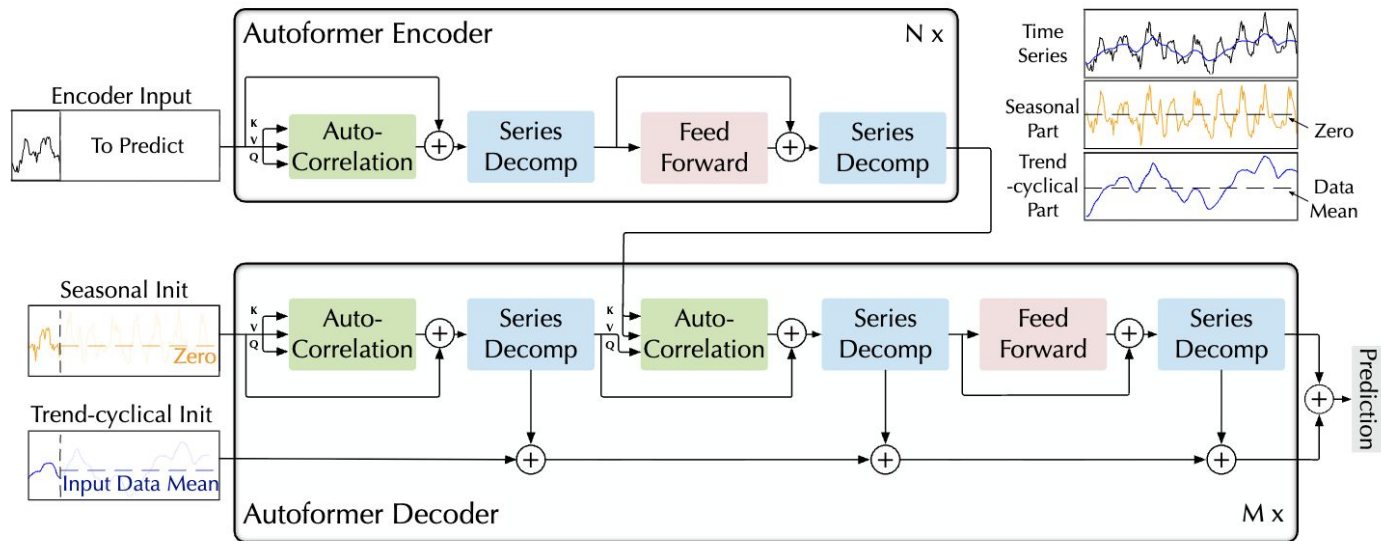 Autoformer Encoder
N x
Encoder Input
To Predict
K
V
Q
Auto-
Correlation
Series
Decomp
Feed
Forward
Series
Decomp
Time
Series
Seasonal
Part
Zero
Trend
-cyclical
Part
Data
Mean
Seasonal Init
Zero
K
V
Q
Auto-
Correlation
Series
Decomp
K
V
Q
Auto-
Correlation
Series
Decomp
Feed
Forward
Series
Decomp
Prediction
Trend-cyclical Init
Input Data Mean
Autoformer Decoder
M x